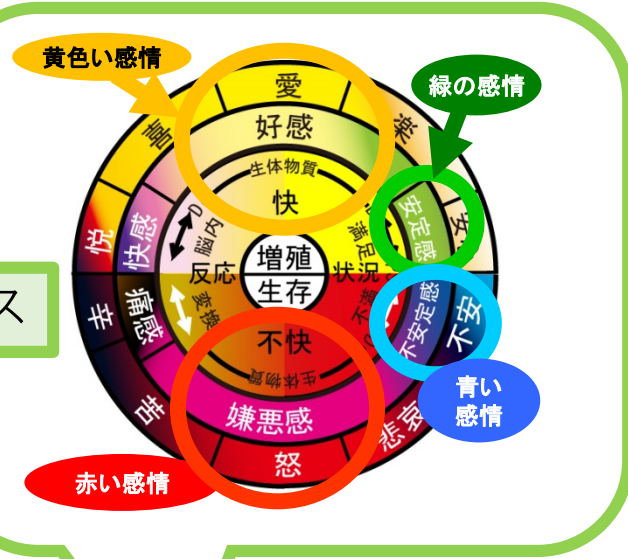 黄色い感情
緑の感情
愛
喜
楽
好感
生体物質
快
安定感
安
悦
快感
脳内
満足
増殖
反応
状況
生存
ス
辛
痛感
変換
不満
不安定感
不安
不快
生体物質
嫌悪感
苦
悲哀
怒
青い
感情
赤い感情